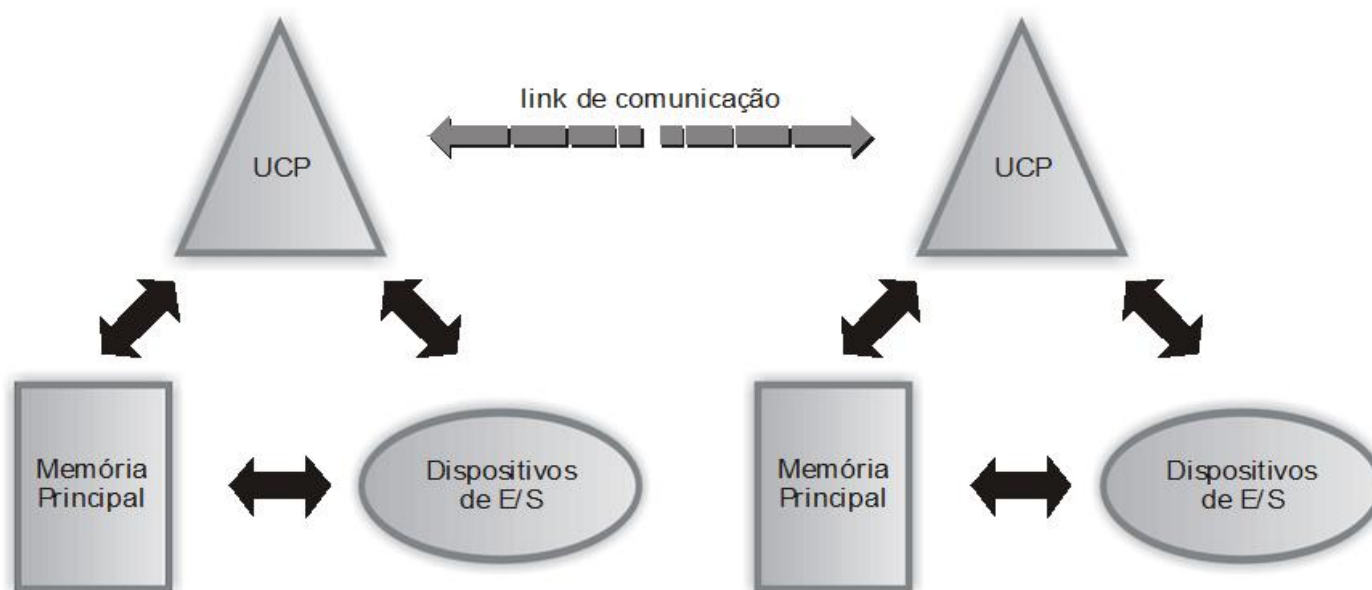 link de comunicação
UCP
UCP
Memória
Principal
Dispositivos
de E/S
Memória
Principal
Dispositivos
de E/S